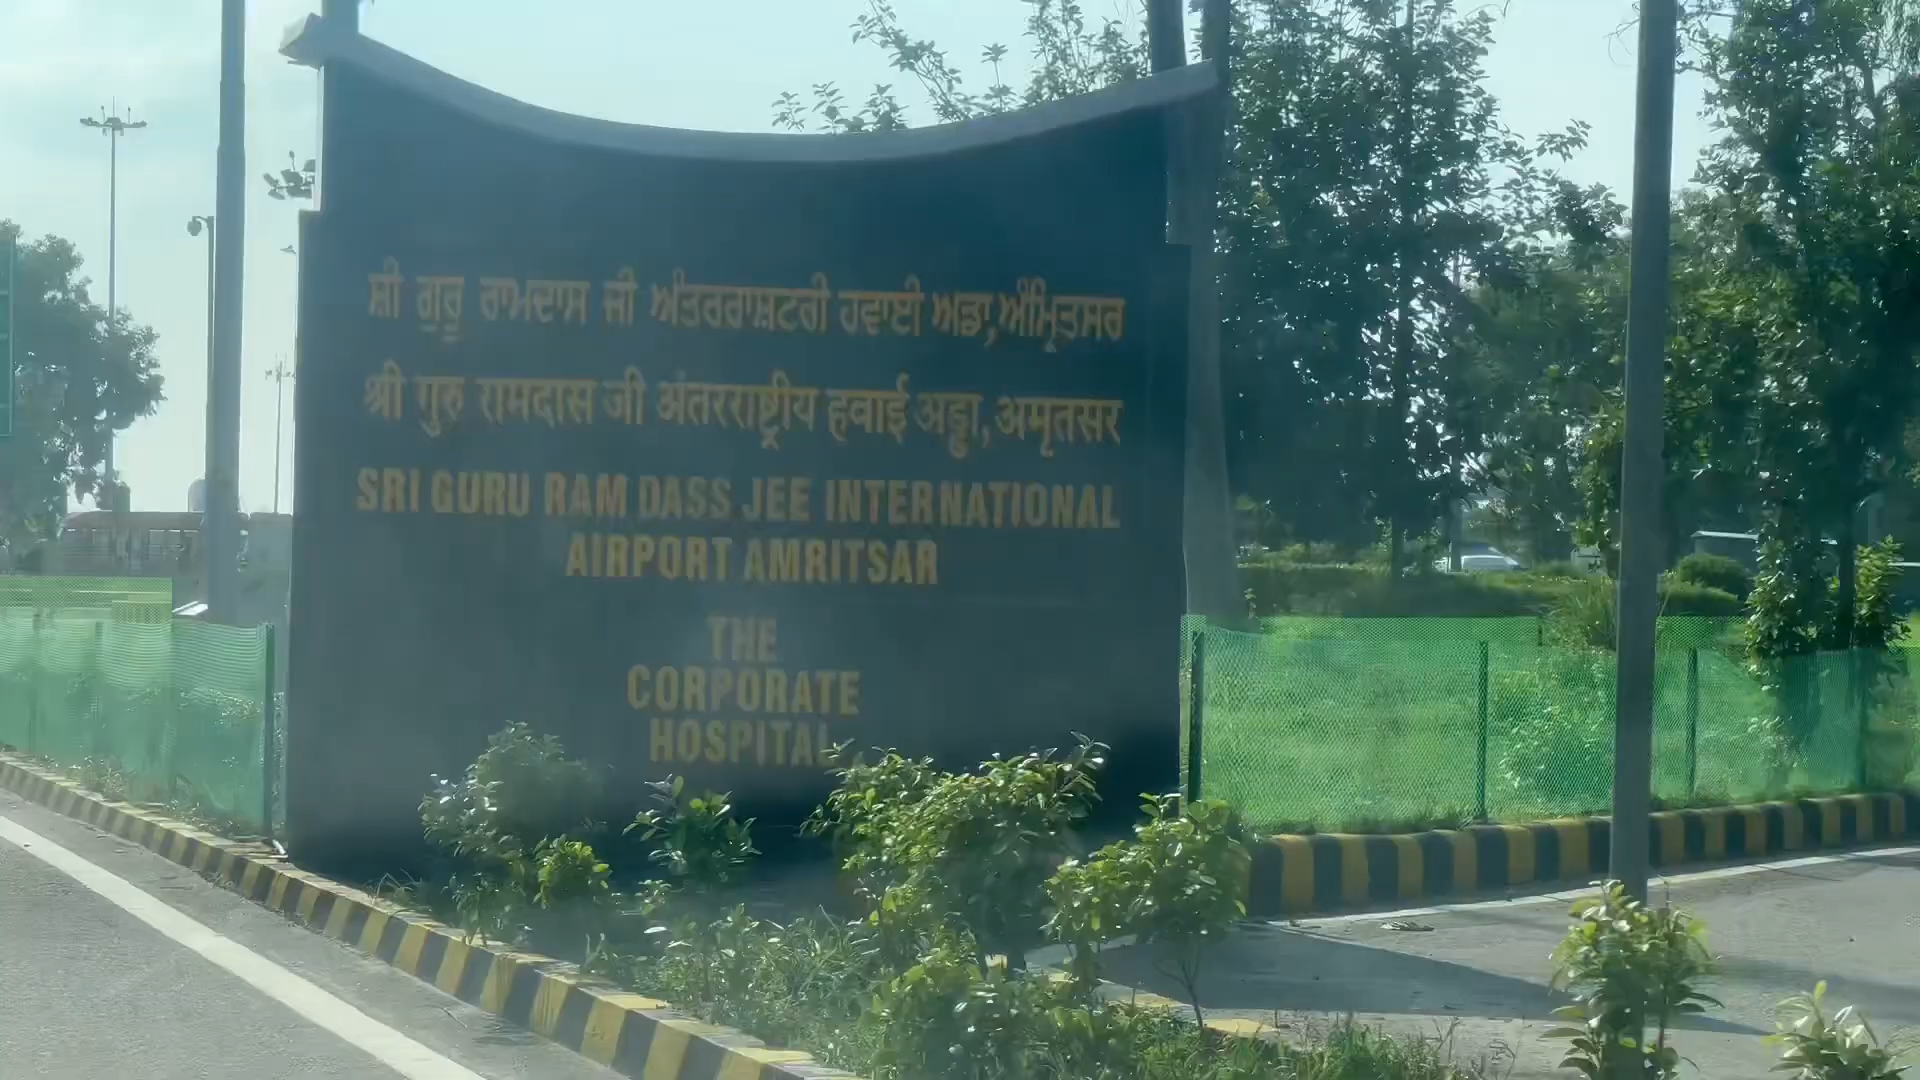 ਸ਼੍ਰੀ ਗੁਰੂ ਰਾਮਦਾਸ ਜੀ ਅੰਤਰਰਾਸ਼ਟਰੀ ਹਵਾਈ ਅਡਾ,ਅੰਮ੍ਰਿਤਸਰ
श्री गुरु रामदास जी अंतरराष्ट्रीय हवाई अड्डा,अमृतसर
SRI GURU RAM DASS JEE INTERNATIONAL
AIRPORT AMRITSAR
THE
CORPORATE
HOSPITAL